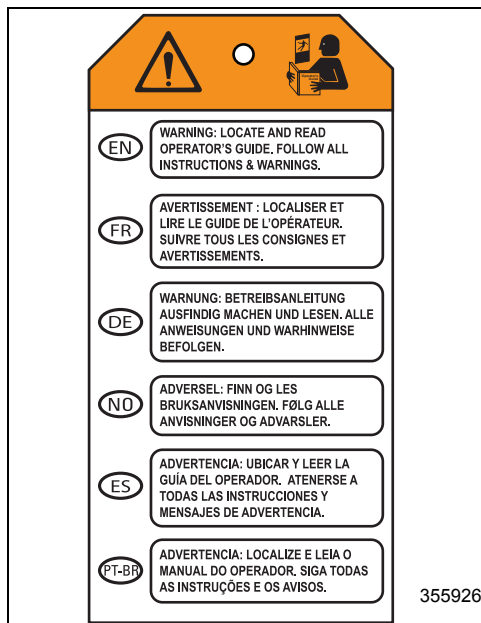 EN
WARNING: LOCATE AND READ
OPERATOR'S GUIDE. FOLLOW ALL
INSTRUCTIONS & WARNINGS.
FR
AVERTISSEMENT : LOCALISER ET
LIRE LE GUIDE DE L'OPÉRATEUR.
SUIVRE TOUS LES CONSIGNES ET
AVERTISSEMENTS.
DE
WARNUNG: BETREIBSANLEITUNG
AUSFINDIG MACHEN UND LESEN. ALLE
ANWEISUNGEN UND WARHINWEISE
BEFOLGEN.
NO
ADVERSEL: FINN OG LES
BRUKSANVISNINGEN. FØLG ALLE
ANVISNINGER OG ADVARSLER.
ES
ADVERTENCIA: UBICAR Y LEER LA
GUÍA DEL OPERADOR. ATENERSE A
TODAS LAS INSTRUCCIONES Y
MENSAJES DE ADVERTENCIA.
PT-BR
ADVERTENCIA: LOCALIZE E LEIA O
MANUAL DO OPERADOR. SIGA TODAS
AS INSTRUÇÕES E OS AVISOS.
355926